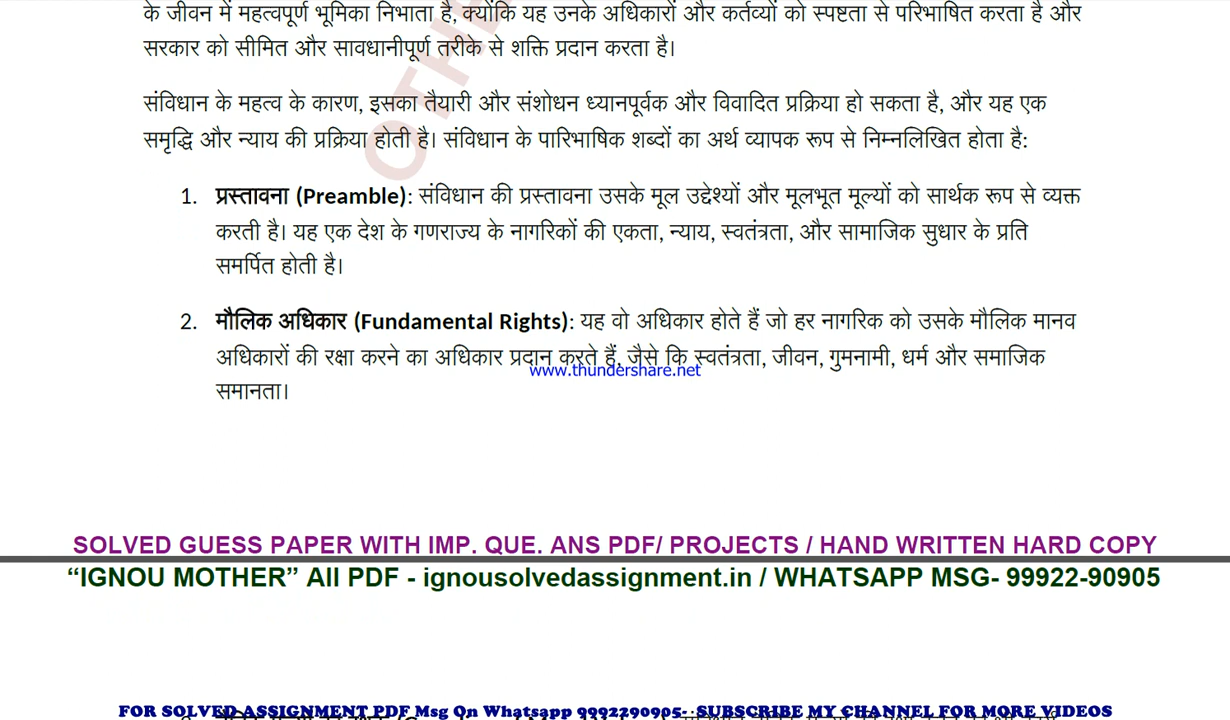 के जीवन में महत्वपूर्ण भूमिका निभाता है, क्योंकि यह उनके अधिकारों और कर्तव्यों को स्पष्टता से परिभाषित करता है और
सरकार को सीमित और सावधानीपूर्ण तरीके से शक्ति प्रदान करता है।
संविधान के महत्व के कारण, इसका तैयारी और संशोधन ध्यानपूर्वक और विवादित प्रक्रिया हो सकता है, और यह एक
समृद्धि और न्याय की प्रक्रिया होती है। संविधान के पारिभाषिक शब्दों का अर्थ व्यापक रूप से निम्नलिखित होता है:
1. प्रस्तावना (Preamble): संविधान की प्रस्तावना उसके मूल उद्देश्यों और मूलभूत मूल्यों को सार्थक रूप से व्यक्त
करती है। यह एक देश के गणराज्य के नागरिकों की एकता, न्याय, स्वतंत्रता, और सामाजिक सुधार के प्रति
समर्पित होती है।
2. मौलिक अधिकार (Fundamental Rights): यह वो अधिकार होते हैं जो हर नागरिक को उसके मौलिक मानव
अधिकारों की रक्षा करने का अधिकार प्रदान करते हैं, जैसे कि स्वतंत्रता, जीवन, गुमनामी, धर्म और समाजिक
www.thundershare.net
समानता।
OTHE
SOLVED GUESS PAPER WITH IMP. QUE. ANS PDF/ PROJECTS / HAND WRITTEN HARD COPY
“IGNOU MOTHER” All PDF - ignousolvedassignment.in / WHATSAPP MSG- 99922-90905
FOR SOLVED ASSIGNMENT PDF Msg On Whatsapp 9992290905- SUBSCRIBE MY CHANNEL FOR MORE VIDEOS